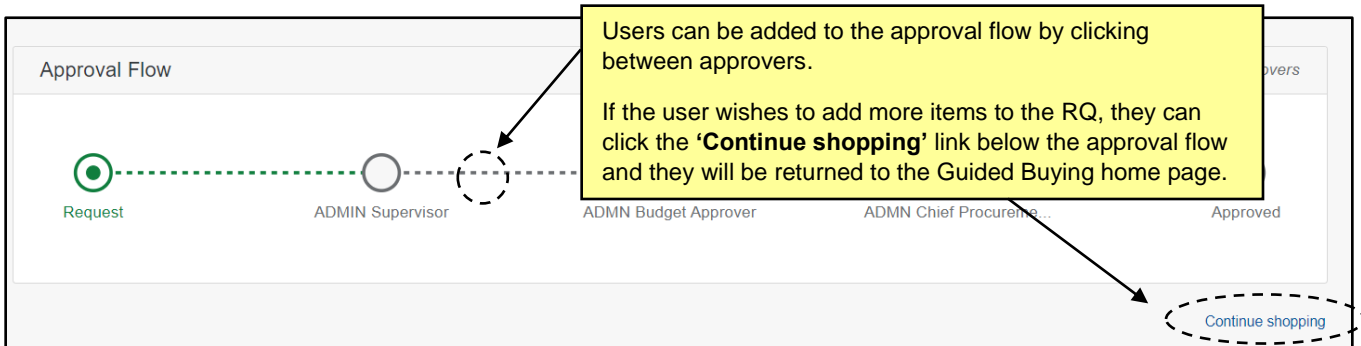 Users can be added to the approval flow by clicking
between approvers.
If the user wishes to add more items to the RQ, they can
click the ‘Continue shopping’ link below the approval flow
and they will be returned to the Guided Buying home page.
Approval Flow
overs
Request
ADMIN Supervisor
ADMN Budget Approver
ADMN Chief Procureme...
Approved
Continue shopping